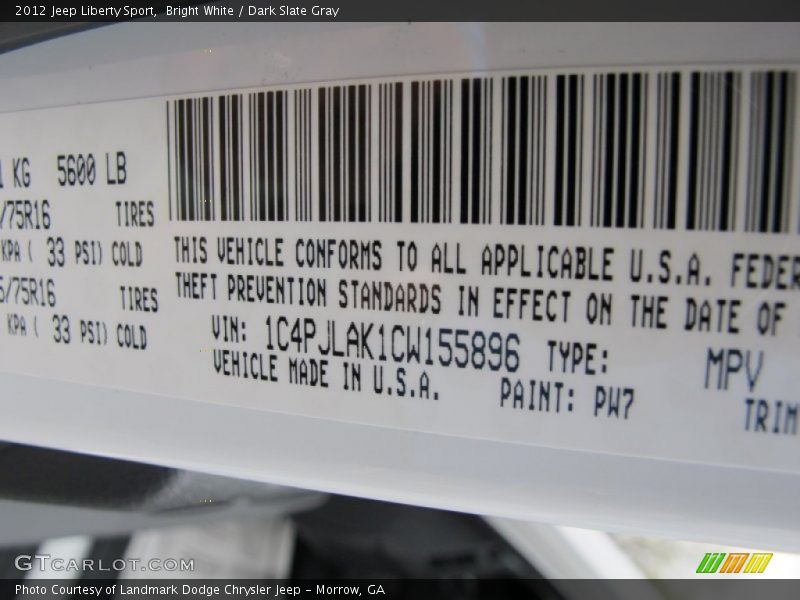 2012 Jeep Liberty Sport, Bright White / Dark Slate Gray
KG 5600 LB
/75R16 TIRES
KPA ( 33 PSI) COLD
/75R16 TIRES
KPA ( 33 PSI) COLD
THIS VEHICLE CONFORMS TO ALL APPLICABLE U.S.A. FEDER
THEFT PREVENTION STANDARDS IN EFFECT ON THE DATE OF
VIN: 1C4PJLAK1CW155896 TYPE: MPV
VEHICLE MADE IN U.S.A. PAINT: PW7
TRIM
GTCARLOT.COM
Photo Courtesy of Landmark Dodge Chrysler Jeep - Morrow, GA